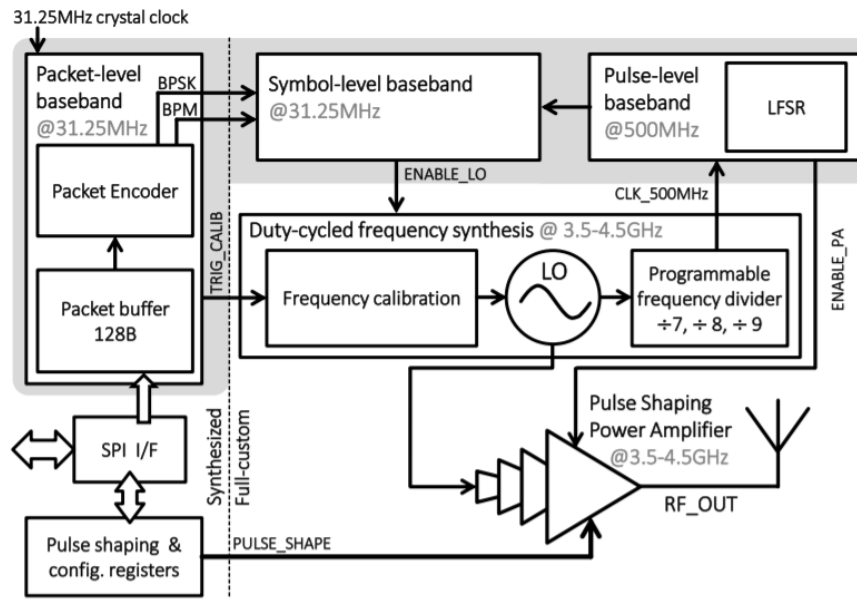 31.25MHz crystal clock
Packet-level
baseband
@31.25MHz
BPSK
BPM
Packet Encoder
Packet buffer
128B
TRIG_CALIB
Symbol-level baseband
@31.25MHz
ENABLE_LO
Pulse-level
baseband
@500MHz
LFSR
CLK_500MHz
ENABLE_PA
Duty-cycled frequency synthesis @ 3.5-4.5GHz
Frequency calibration
LO
Programmable
frequency divider
÷7, ÷ 8, ÷ 9
SPI I/F
Synthesized
Full-custom
Pulse shaping &
config. registers
PULSE_SHAPE
Pulse Shaping
Power Amplifier
@3.5-4.5GHz
RF_OUT